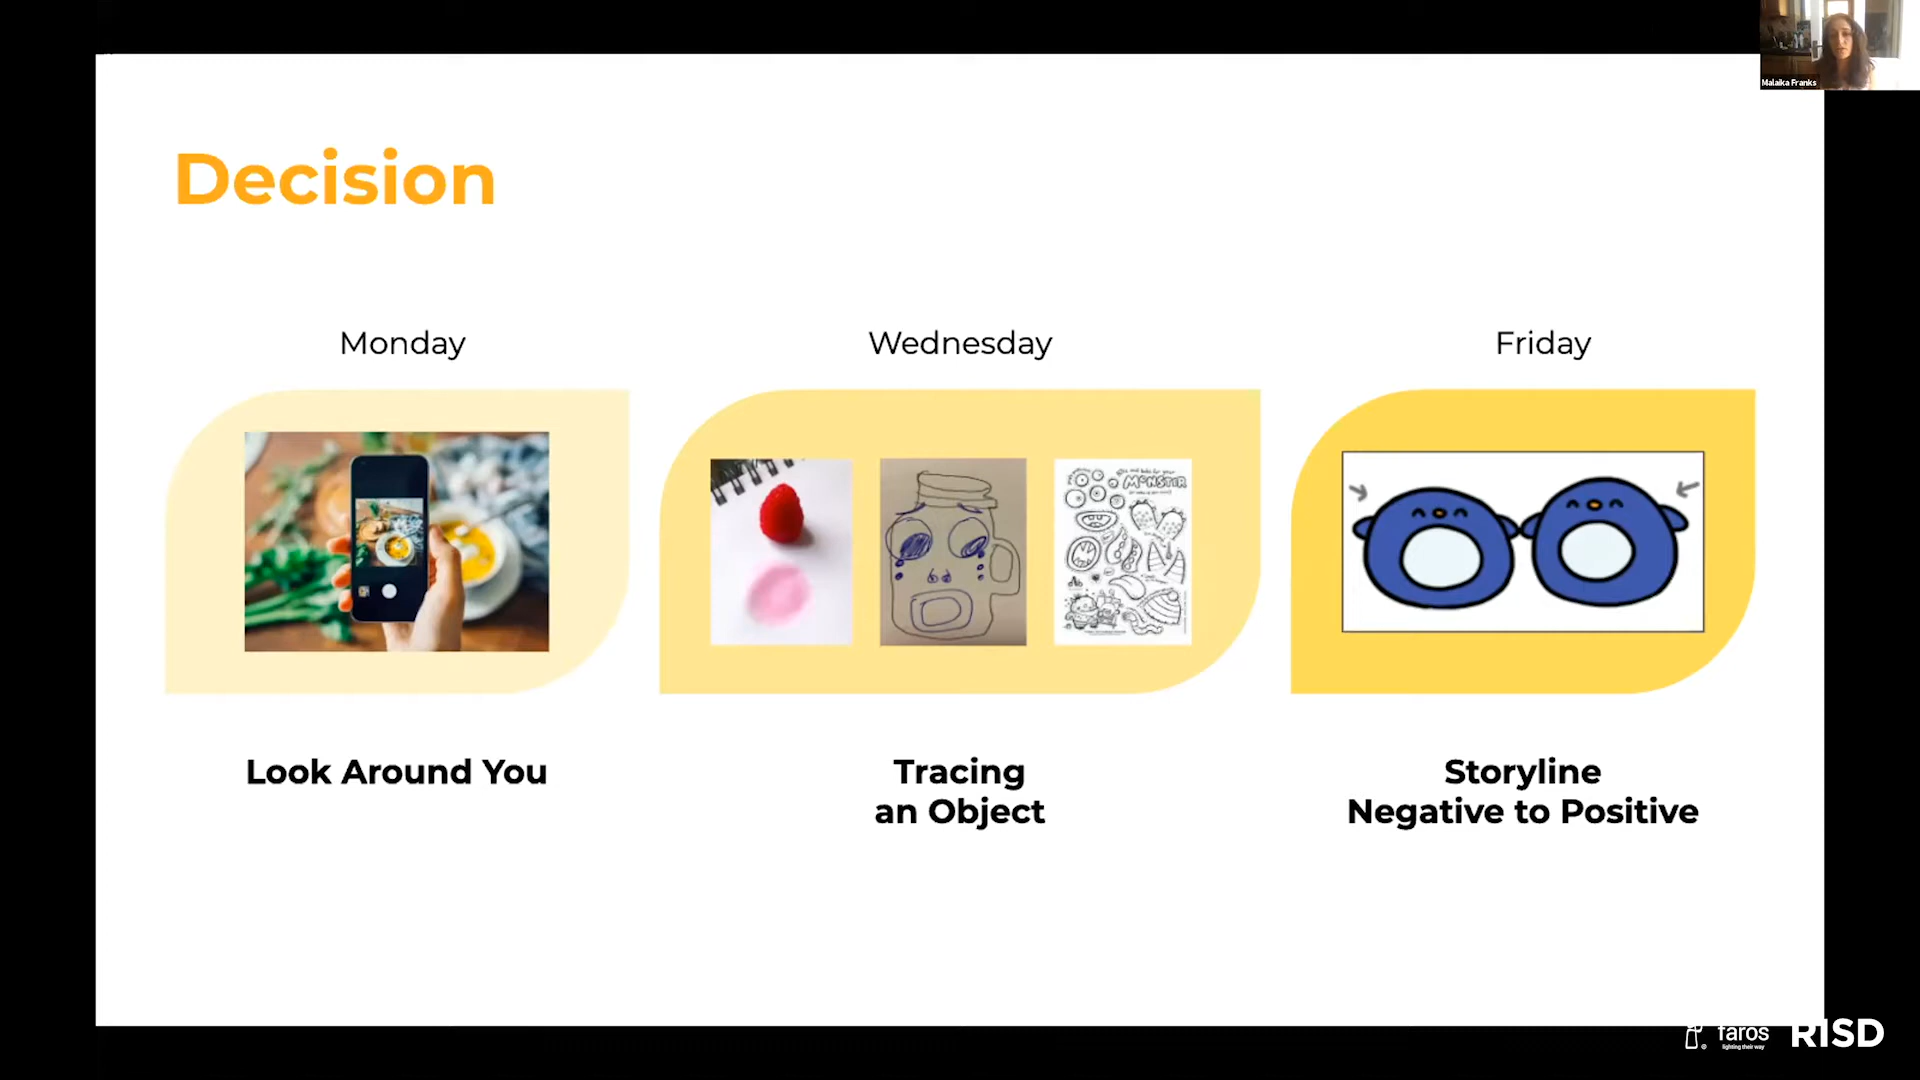 Malaika Franks
Decision
Monday
Wednesday
Friday
MONSTER
Look Around You
Tracing
an Object
Storyline
Negative to Positive
faros
lighting their way
RISD